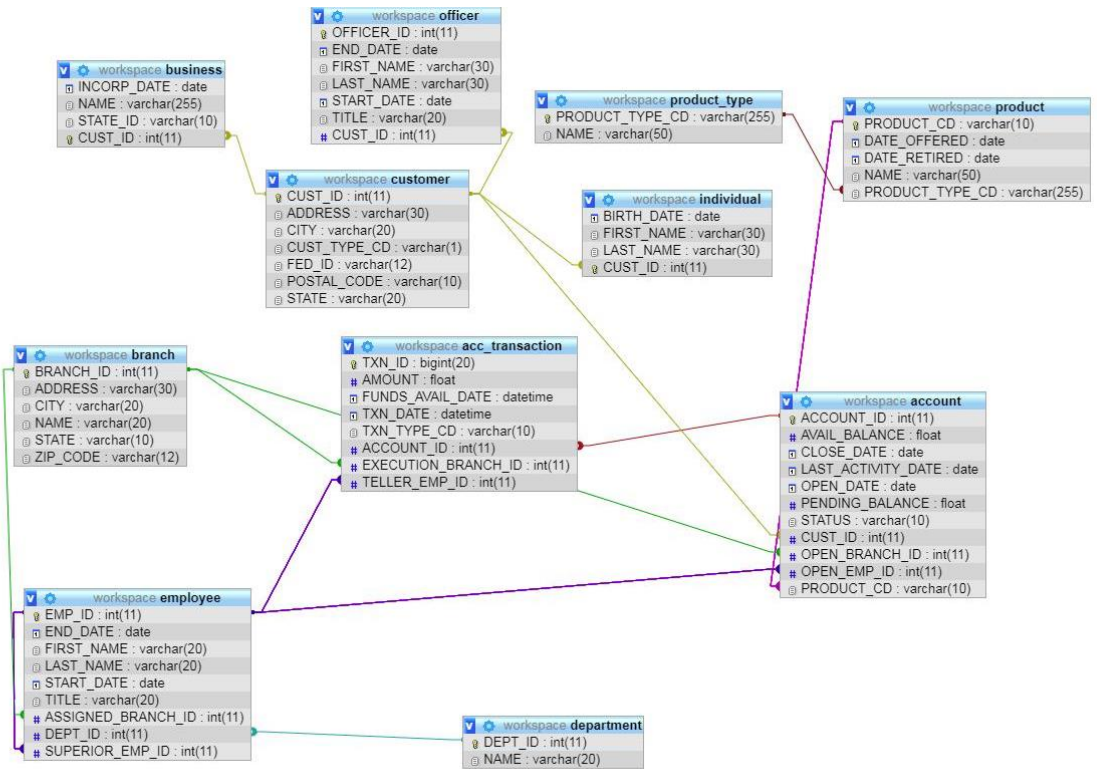 workspace officer
OFFICER_ID : int(11)
END_DATE : date
FIRST_NAME : varchar(30)
LAST_NAME : varchar(30)
START_DATE : date
TITLE : varchar(20)
CUST_ID : int(11)
workspace business
INCORP_DATE : date
NAME : varchar(255)
STATE_ID : varchar(10)
CUST_ID : int(11)
workspace product_type
PRODUCT_TYPE_CD : varchar(255)
NAME : varchar(50)
workspace product
PRODUCT_CD : varchar(10)
DATE_OFFERED : date
DATE_RETIRED : date
NAME : varchar(50)
PRODUCT_TYPE_CD : varchar(255)
workspace customer
CUST_ID : int(11)
ADDRESS : varchar(30)
CITY : varchar(20)
CUST_TYPE_CD : varchar(1)
FED_ID : varchar(12)
POSTAL_CODE : varchar(10)
STATE : varchar(20)
workspace individual
BIRTH_DATE : date
FIRST_NAME : varchar(30)
LAST_NAME : varchar(30)
CUST_ID : int(11)
workspace branch
BRANCH_ID : int(11)
ADDRESS : varchar(30)
CITY : varchar(20)
NAME : varchar(20)
STATE : varchar(10)
ZIP_CODE : varchar(12)
workspace acc_transaction
TXN_ID : bigint(20)
AMOUNT : float
FUNDS_AVAIL_DATE : datetime
TXN_DATE : datetime
TXN_TYPE_CD : varchar(10)
ACCOUNT_ID : int(11)
EXECUTION_BRANCH_ID : int(11)
TELLER_EMP_ID : int(11)
workspace account
ACCOUNT_ID : int(11)
AVAIL_BALANCE : float
CLOSE_DATE : date
LAST_ACTIVITY_DATE : date
OPEN_DATE : date
PENDING_BALANCE : float
STATUS : varchar(10)
CUST_ID : int(11)
OPEN_BRANCH_ID : int(11)
OPEN_EMP_ID : int(11)
PRODUCT_CD : varchar(10)
workspace employee
EMP_ID : int(11)
END_DATE : date
FIRST_NAME : varchar(20)
LAST_NAME : varchar(20)
START_DATE : date
TITLE : varchar(20)
ASSIGNED_BRANCH_ID : int(11)
DEPT_ID : int(11)
SUPERIOR_EMP_ID : int(11)
workspace department
DEPT_ID : int(11)
NAME : varchar(20)